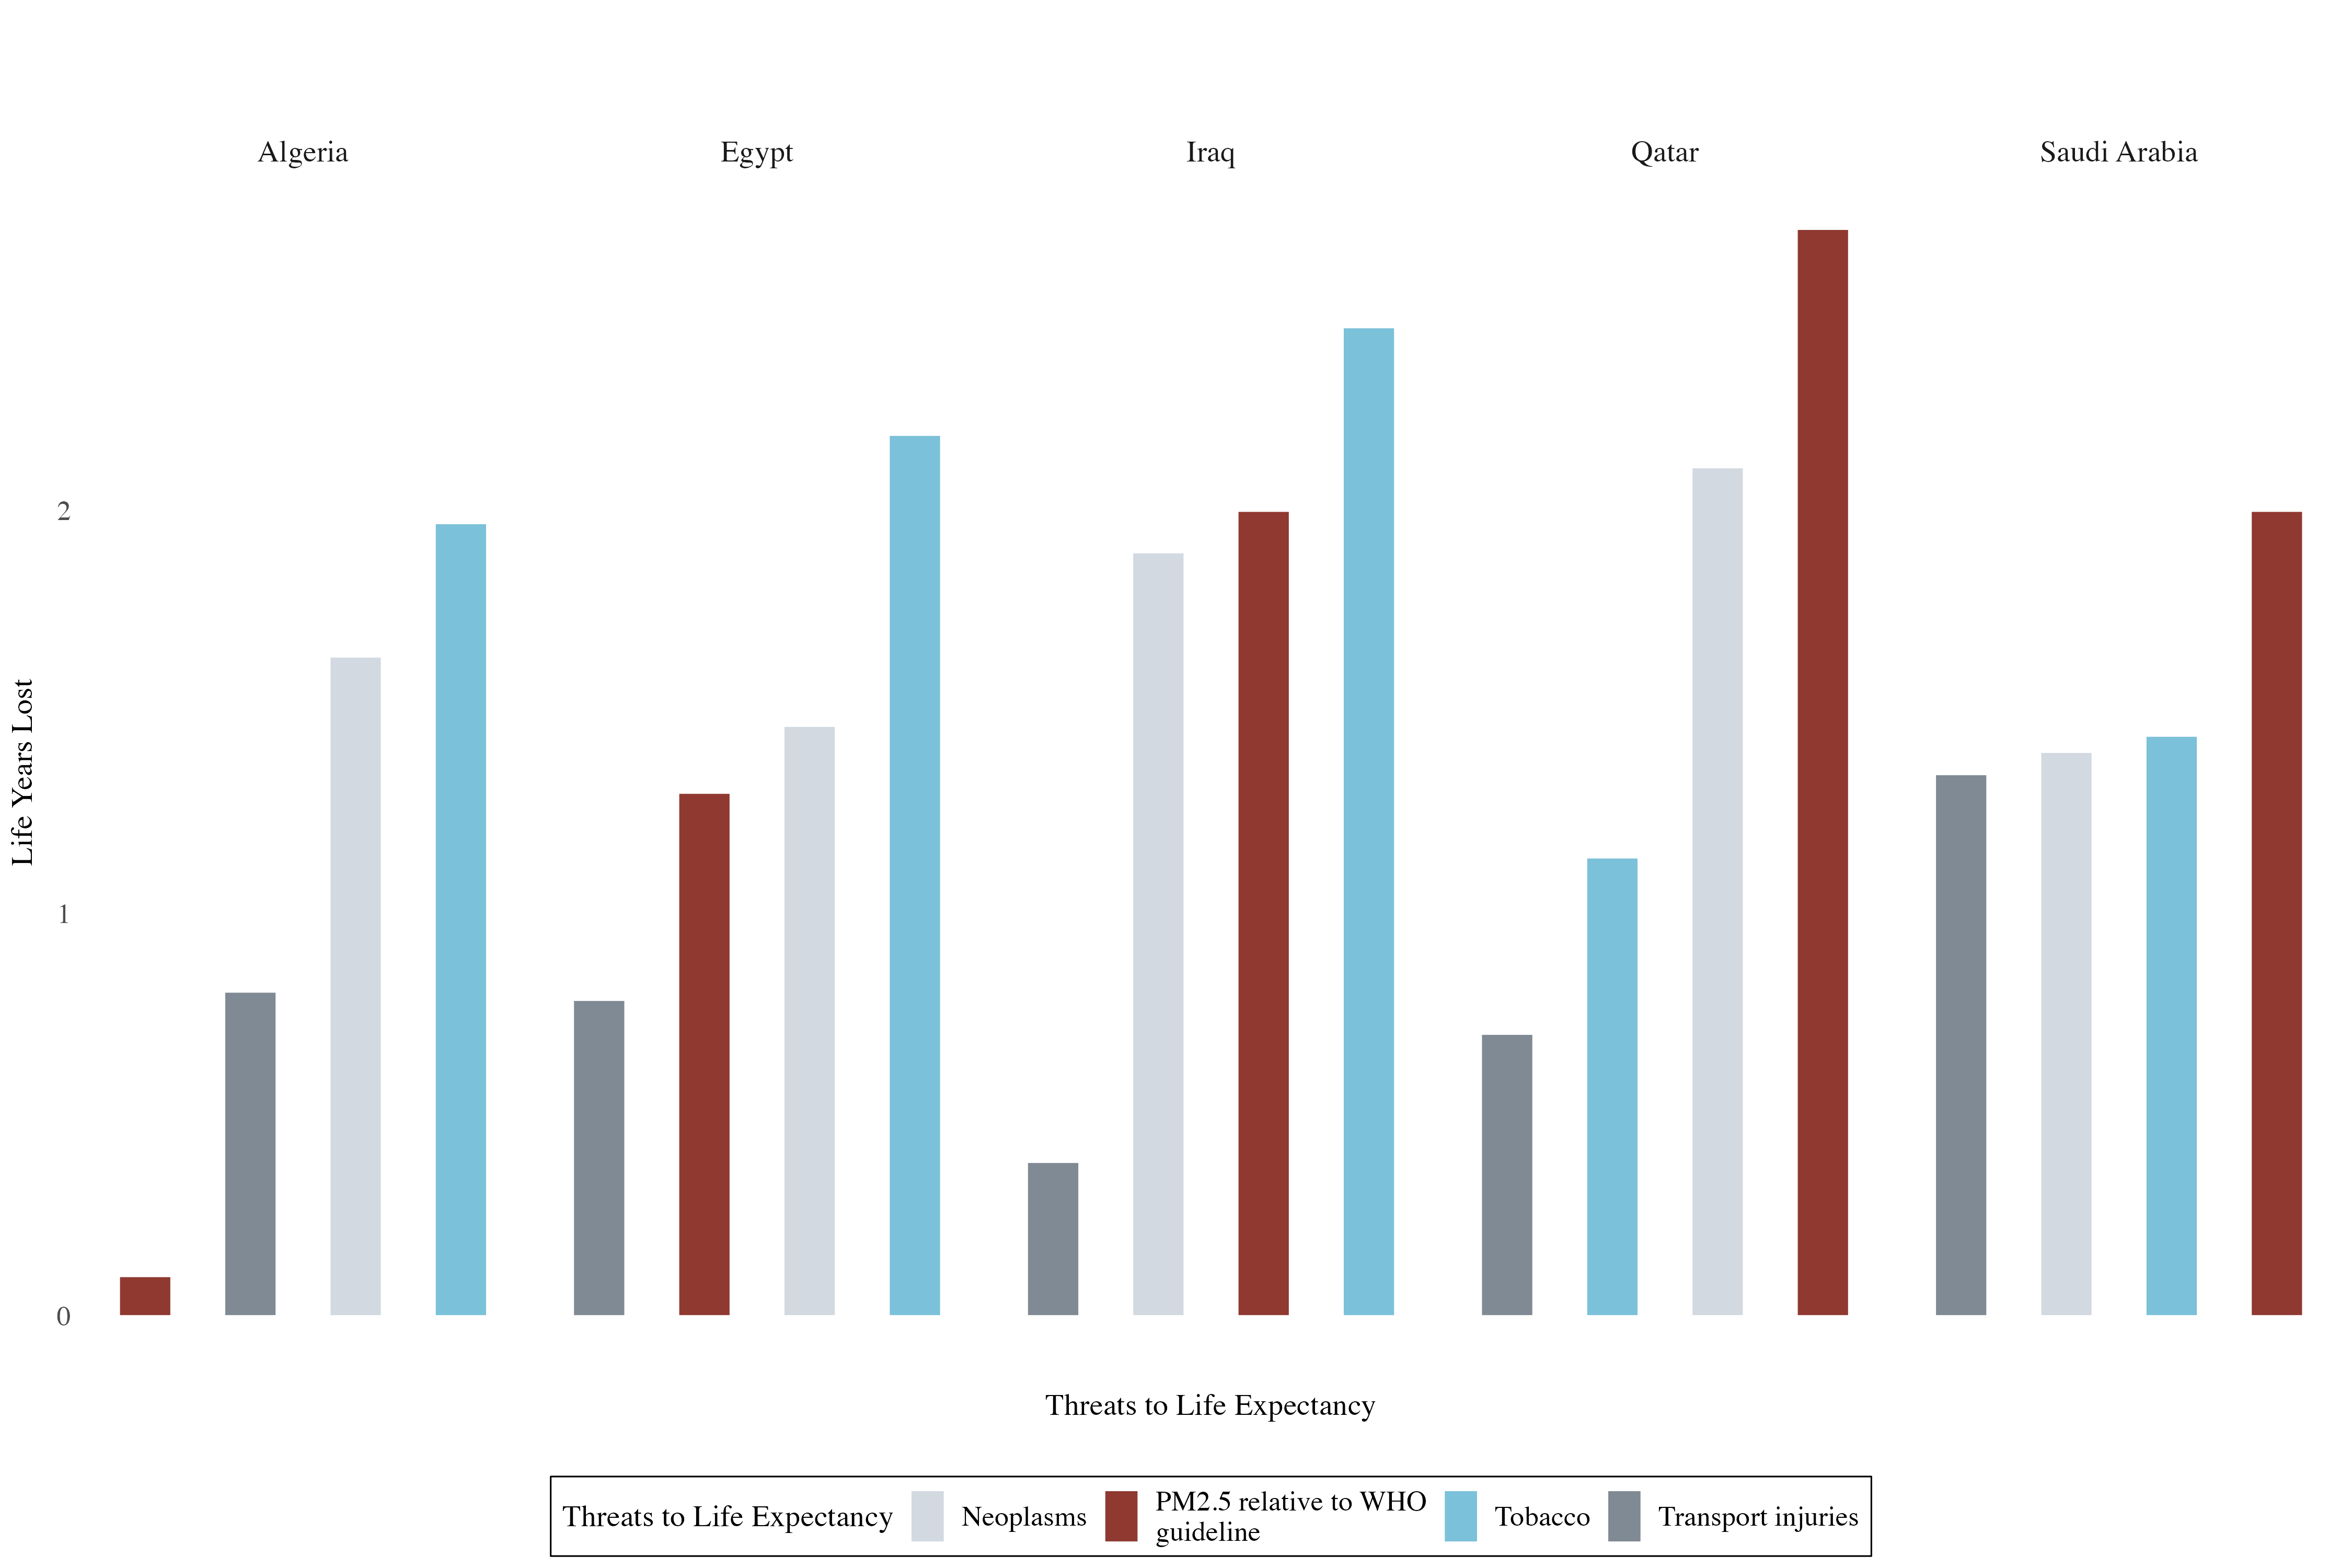 Algeria
Egypt
Iraq
Qatar
Saudi Arabia
Life Years Lost
2
1
0
Threats to Life Expectancy
Threats to Life Expectancy
Neoplasms
PM2.5 relative to WHO
guideline
Tobacco
Transport injuries